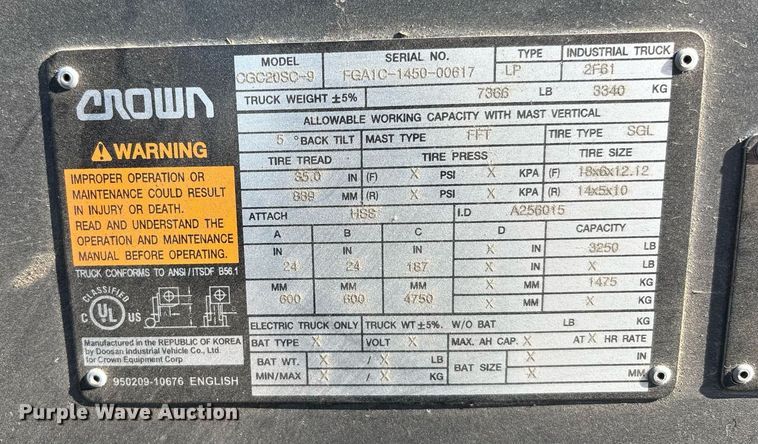 CROWN
⚠ WARNING
IMPROPER OPERATION OR
MAINTENANCE COULD RESULT
IN INJURY OR DEATH.
READ AND UNDERSTAND THE
OPERATION AND MAINTENANCE
MANUAL BEFORE OPERATING.
TRUCK CONFORMS TO ANSI/ITSDF B56.1
CLASSIFIED
C UL US
Manufactured in the REPUBLIC OF KOREA
by Doosan Industrial Vehicle Co., Ltd.
for Crown Equipment Corp.
950209-10676 ENGLISH
MODEL SERIAL NO. TYPE INDUSTRIAL TRUCK
CGC20SC-9 FGA1C-1450-00617 LP 2F61
TRUCK WEIGHT ±5% 7366 LB 3340 KG
ALLOWABLE WORKING CAPACITY WITH MAST VERTICAL
5 ° BACK TILT MAST TYPE FFT TIRE TYPE SGL
TIRE TREAD TIRE PRESS TIRE SIZE
35.0 IN (F) X PSI X KPA (F) 18x6x12.12
889 MM (R) X PSI X KPA (R) 14x5x10
ATTACH HSS I.D A256015
A B C D CAPACITY
IN IN IN X IN 3250 LB
24 24 187 X IN X LB
MM MM MM X MM 1475 KG
600 600 4750 X MM X KG
ELECTRIC TRUCK ONLY TRUCK WT ±5%. W/O BAT LB KG
BAT TYPE X VOLT X MAX. AH CAP. X AT X HR RATE
BAT WT. X / X LB BAT SIZE X IN
MIN/MAX X / X KG X MM
Purple Wave Auction